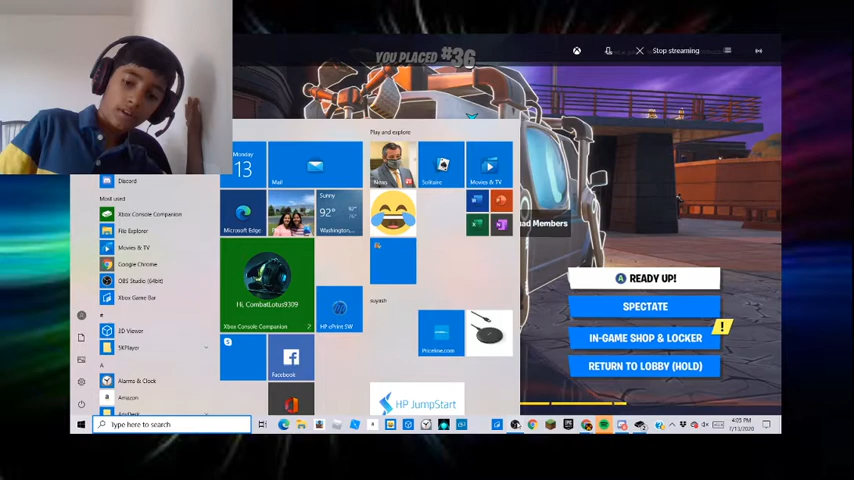 YOU PLACED #36
Stop streaming
Play and explore
Monday
13
Mail
News
Solitaire
Movies & TV
Discord
Most used
Xbox Console Companion
File Explorer
Movies & TV
Google Chrome
OBS Studio (64bit)
Xbox Game Bar
#
3D Viewer
5KPlayer
A
Alarms & Clock
Amazon
AnyDesk
Microsoft Edge
Sunny
92°
Washington,...
Hi, CombatLotus9309
Xbox Console Companion
2
HP ePrint SW
Facebook
suyash
Priceline.com
HP JumpStart
ad Members
READY UP!
SPECTATE
IN-GAME SHOP & LOCKER
!
RETURN TO LOBBY (HOLD)
Type here to search
4:05 PM
7/13/2020